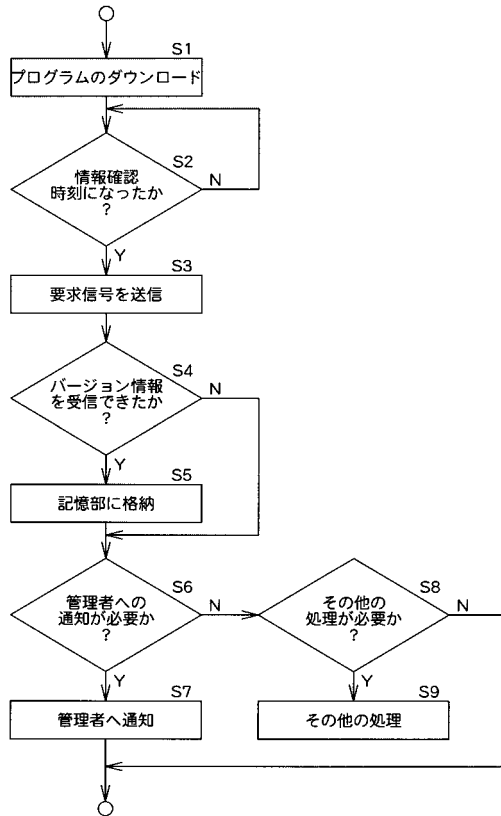 S1
プログラムのダウンロード
S2
情報確認
時刻になったか
?
N
Y
S3
要求信号を送信
S4
バージョン情報
を受信できたか
?
N
Y
S5
記憶部に格納
S6
管理者への
通知が必要か
?
N
Y
S7
管理者へ通知
S8
その他の
処理が必要か
?
N
Y
S9
その他の処理